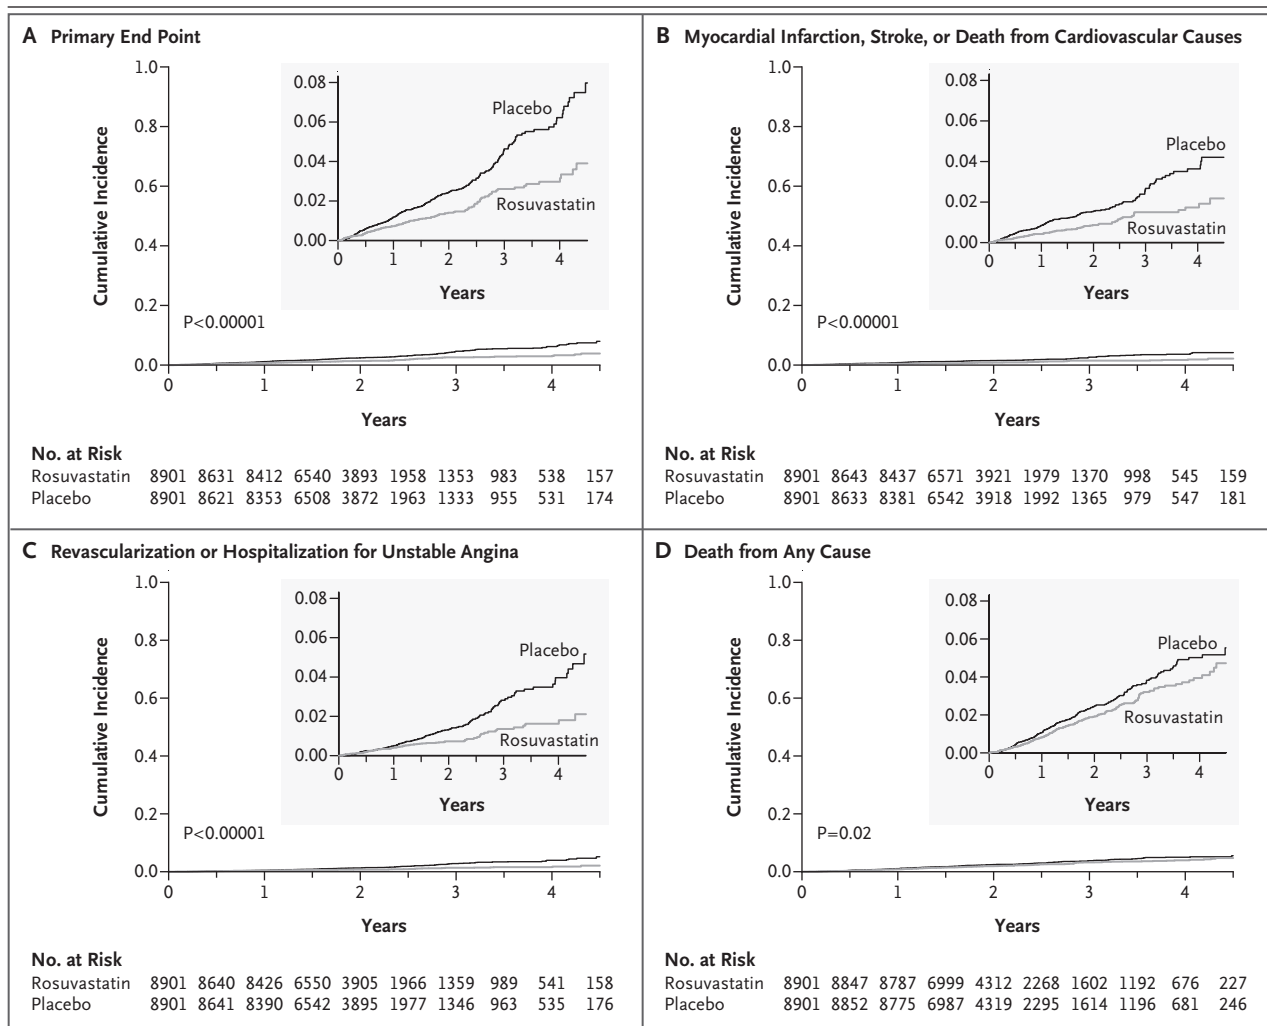 A Primary End Point
1.0
0.8
0.6
0.4
0.2
0.0
Cumulative Incidence
0.08
0.06
0.04
0.02
0.00
Placebo
Rosuvastatin
0 1 2 3 4
Years
P<0.00001
0 1 2 3 4
Years
No. at Risk
Rosuvastatin 8901 8631 8412 6540 3893 1958 1353 983 538 157
Placebo 8901 8621 8353 6508 3872 1963 1333 955 531 174
B Myocardial Infarction, Stroke, or Death from Cardiovascular Causes
1.0
0.8
0.6
0.4
0.2
0.0
Cumulative Incidence
0.08
0.06
0.04
0.02
0.00
Placebo
Rosuvastatin
0 1 2 3 4
Years
P<0.00001
0 1 2 3 4
Years
No. at Risk
Rosuvastatin 8901 8643 8437 6571 3921 1979 1370 998 545 159
Placebo 8901 8633 8381 6542 3918 1992 1365 979 547 181
C Revascularization or Hospitalization for Unstable Angina
1.0
0.8
0.6
0.4
0.2
0.0
Cumulative Incidence
0.08
0.06
0.04
0.02
0.00
Placebo
Rosuvastatin
0 1 2 3 4
Years
P<0.00001
0 1 2 3 4
Years
No. at Risk
Rosuvastatin 8901 8640 8426 6550 3905 1966 1359 989 541 158
Placebo 8901 8641 8390 6542 3895 1977 1346 963 535 176
D Death from Any Cause
1.0
0.8
0.6
0.4
0.2
0.0
Cumulative Incidence
0.08
0.06
0.04
0.02
0.00
Placebo
Rosuvastatin
0 1 2 3 4
Years
P=0.02
0 1 2 3 4
Years
No. at Risk
Rosuvastatin 8901 8847 8787 6999 4312 2268 1602 1192 676 227
Placebo 8901 8852 8775 6987 4319 2295 1614 1196 681 246